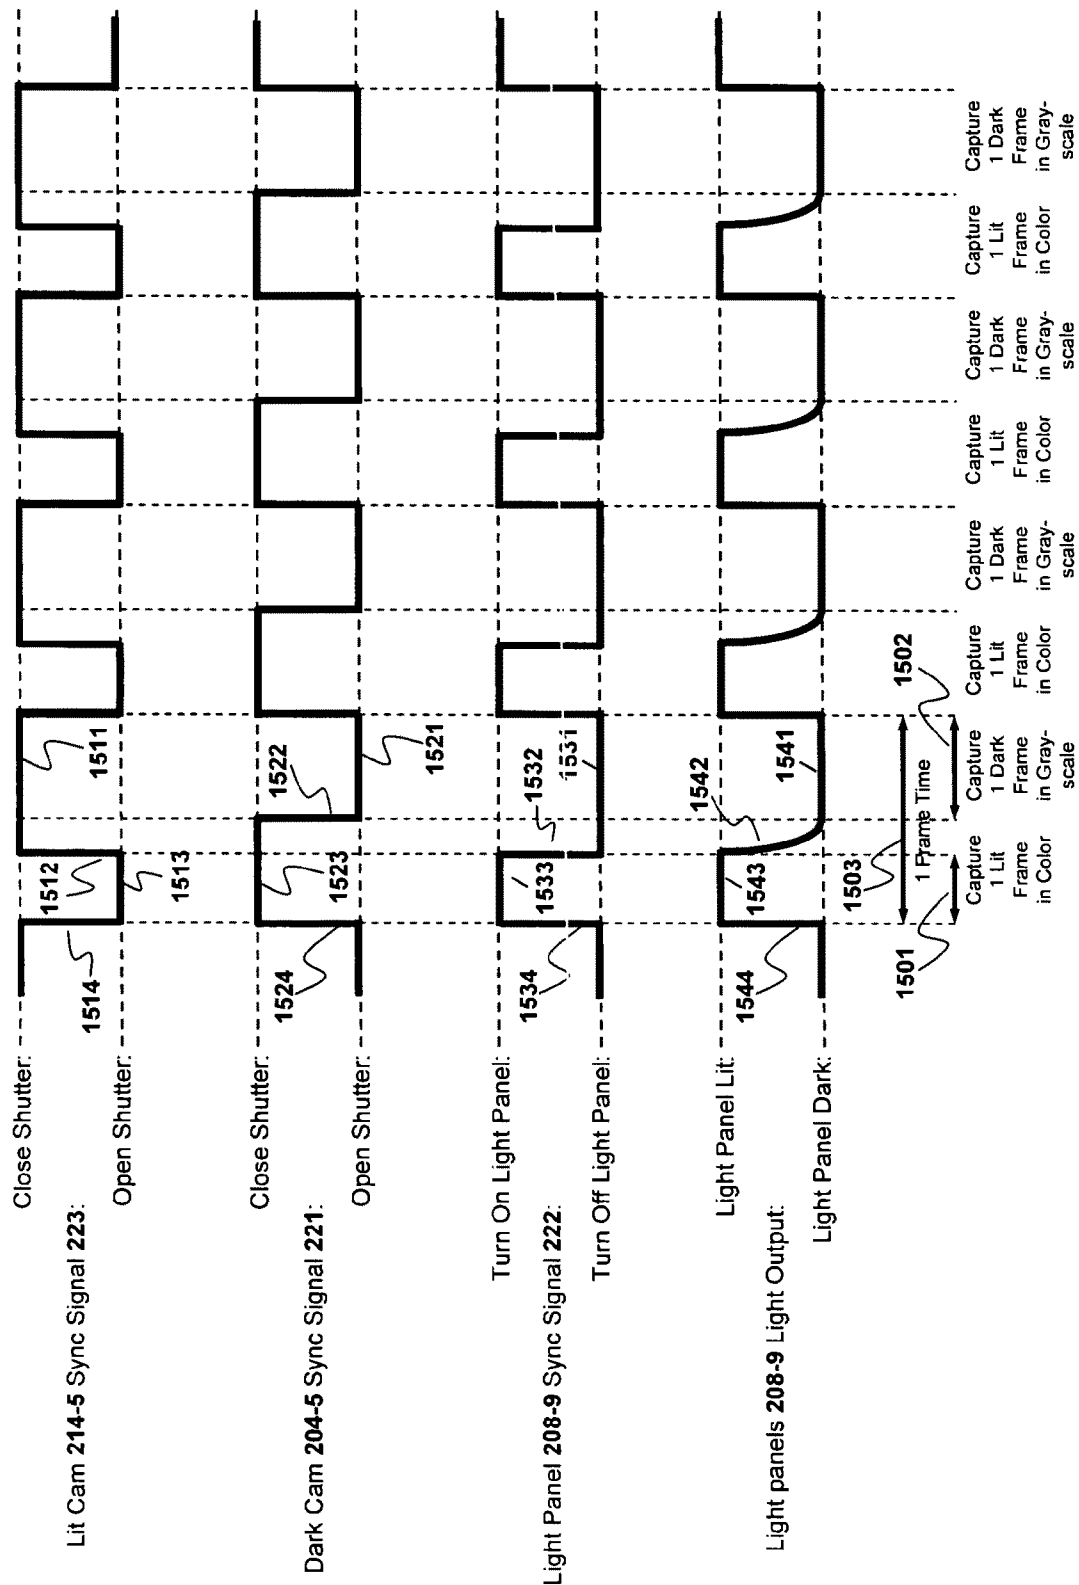 Close Shutter:
Lit Cam 214-5 Sync Signal 223:
Open Shutter:
1514
1512
1513
1511
Close Shutter:
Dark Cam 204-5 Sync Signal 221:
Open Shutter:
1524
1523
1522
1521
Turn On Light Panel:
Light Panel 208-9 Sync Signal 222:
Turn Off Light Panel:
1534
1533
1532
1531
Light Panel Lit:
Light panels 208-9 Light Output:
Light Panel Dark:
1544
1543
1542
1541
1503
1 Frame Time
1501
1502
Capture
1 Lit
Frame
in Color
Capture
1 Dark
Frame
in Gray-
scale
Capture
1 Lit
Frame
in Color
Capture
1 Dark
Frame
in Gray-
scale
Capture
1 Lit
Frame
in Color
Capture
1 Dark
Frame
in Gray-
scale
Capture
1 Lit
Frame
in Color
Capture
1 Dark
Frame
in Gray-
scale